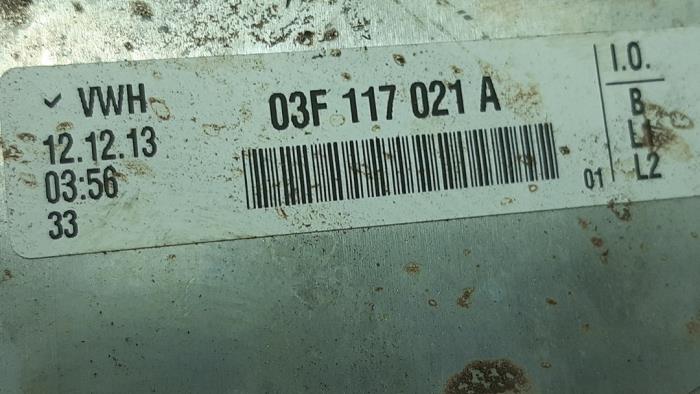 ✓ VWH
12.12.13
03:56
33
03F 117 021 A
01
I.O.
B
L1
L2